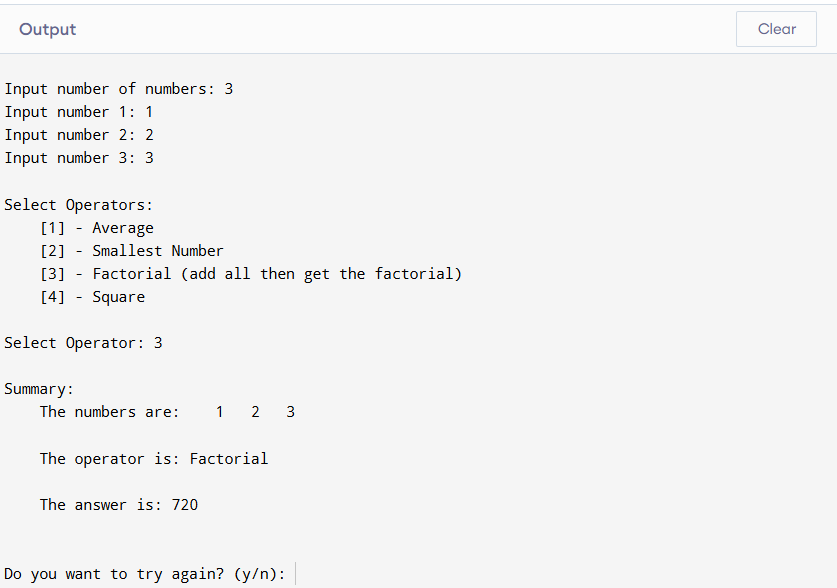 Output
Clear
Input number of numbers: 3
Input number 1: 1
Input number 2: 2
Input number 3: 3
Select Operators:
[1] - Average
[2] - Smallest Number
[3] - Factorial (add all then get the factorial)
[4] - Square
Select Operator: 3
Summary:
The numbers are: 1 2 3
The operator is: Factorial
The answer is: 720
Do you want to try again? (y/n):